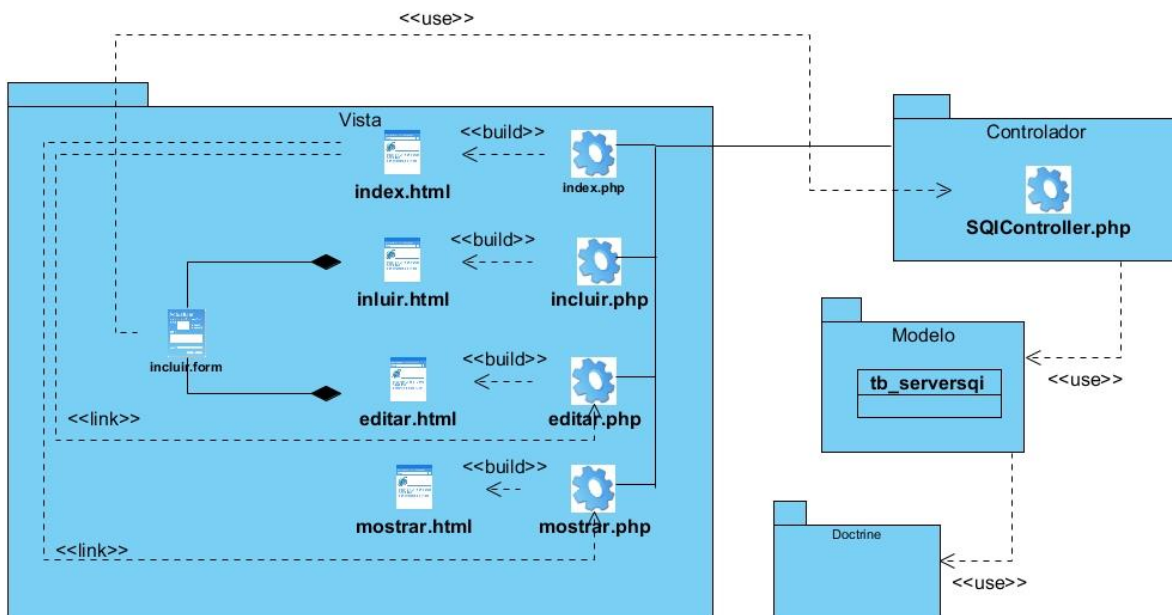 <<use>>
Vista
<<build>>
index.html
index.php
Controlador
SQIController.php
<<build>>
inluir.html
incluir.php
incluir.form
Modelo
tb_serversqi
<<use>>
<<build>>
editar.html
editar.php
<<link>>
<<build>>
mostrar.html
mostrar.php
<<link>>
Doctrine
<<use>>